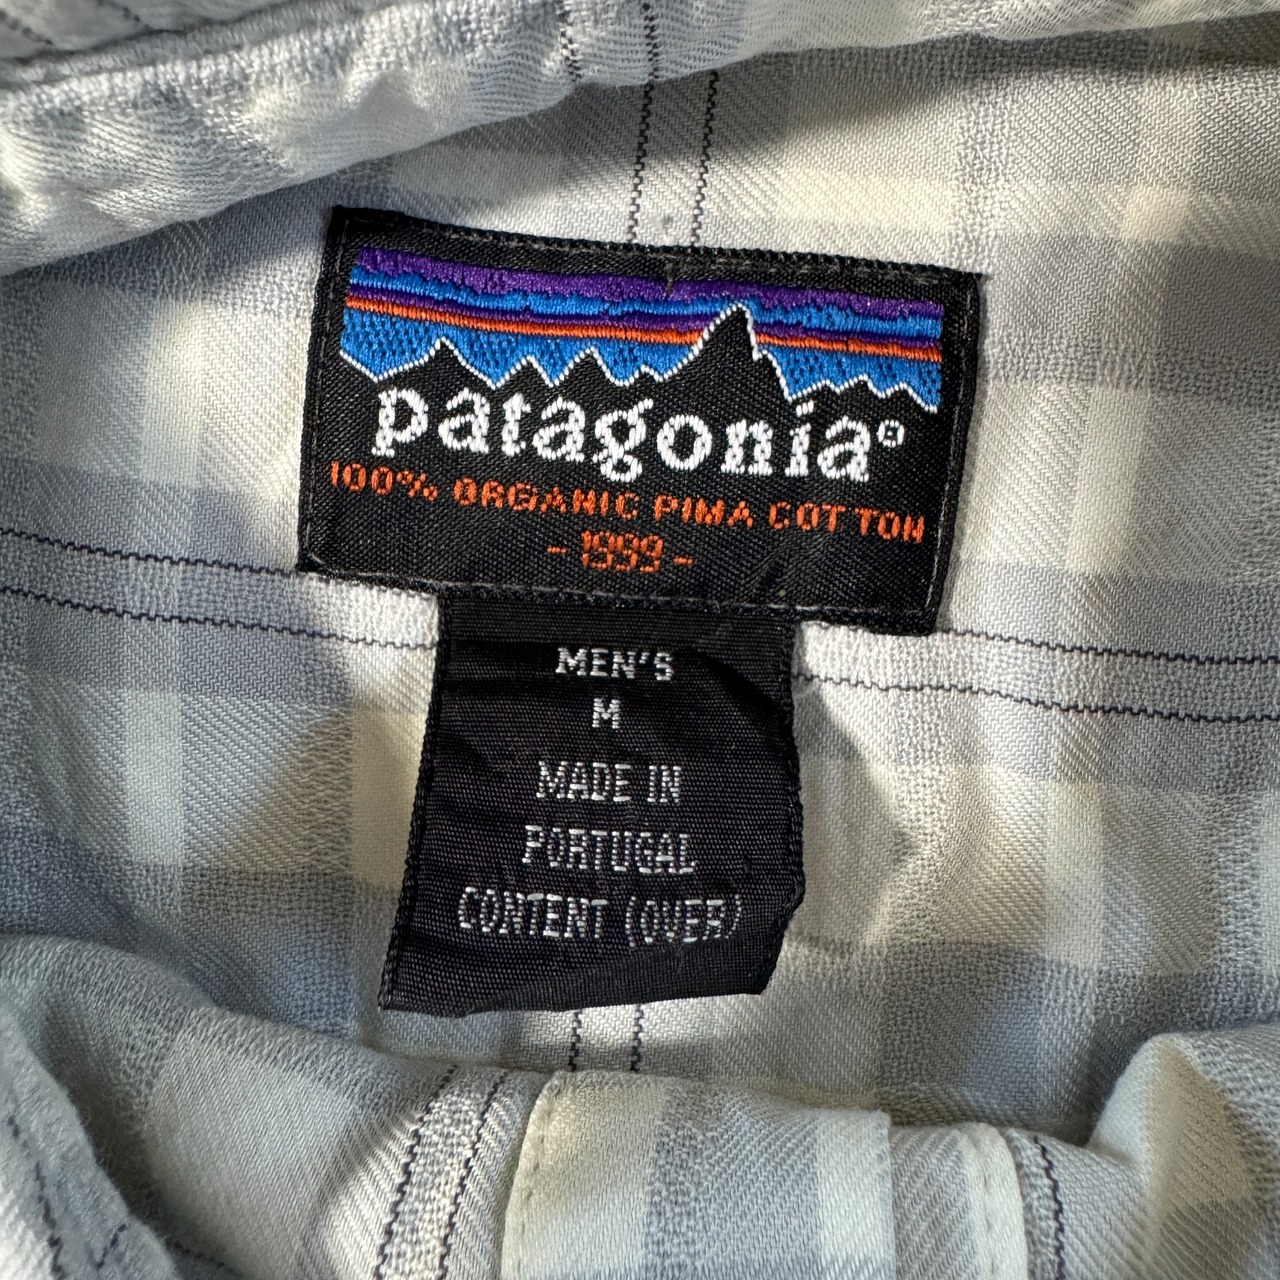 patagonia®
100% ORGANIC PIMA COTTON
- 1999 -
MEN'S
M
MADE IN
PORTUGAL
CONTENT (OVER)